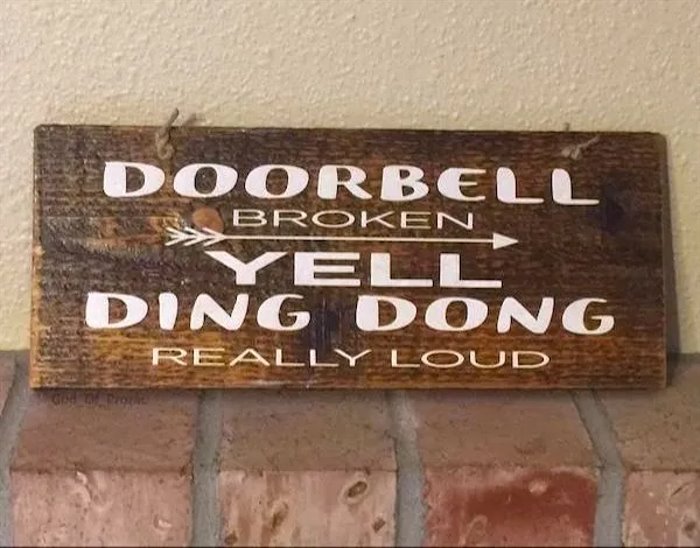 DOORBELL
BROKEN
YELL
DING DONG
REALLY LOUD